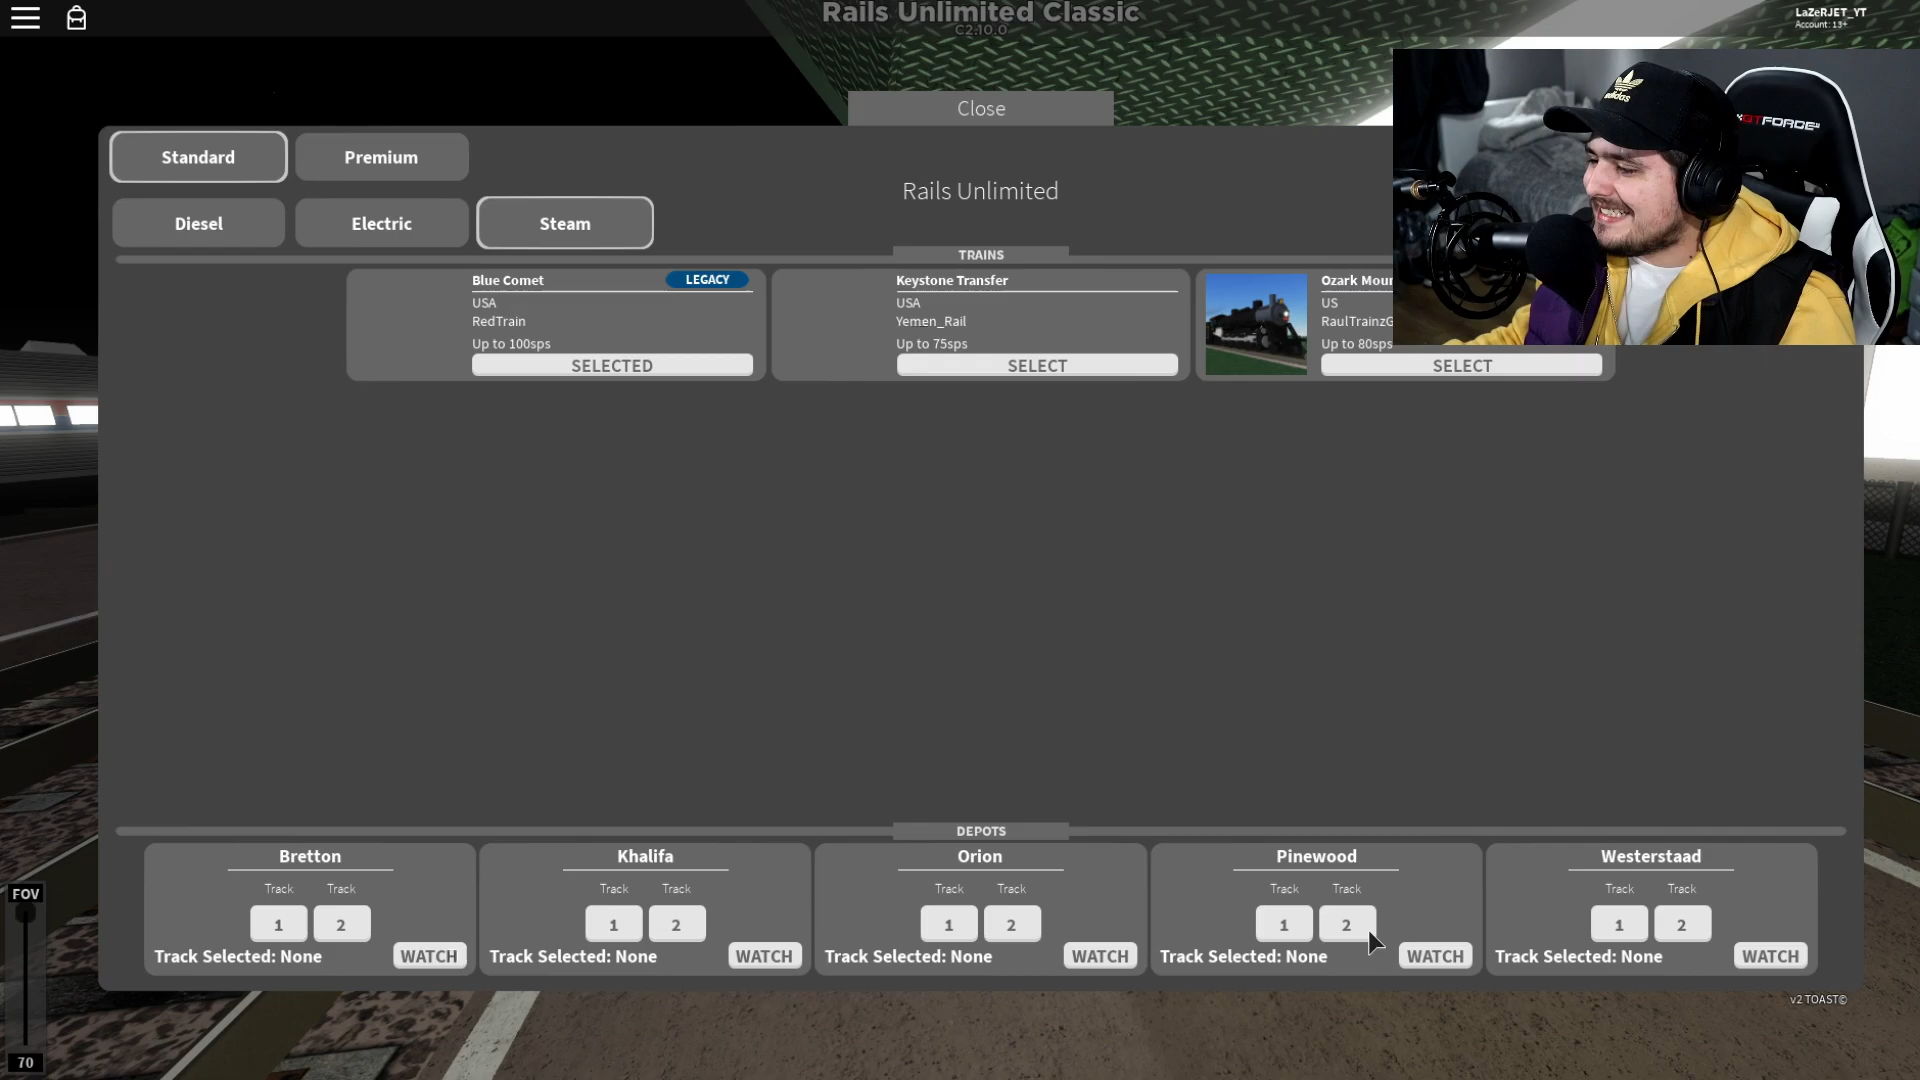 Rails Unlimited Classic
C2.10.0
LaZeRJET_YT
Account: 13+
Close
adidas
GTFORCE
Standard
Premium
Rails Unlimited
Diesel
Electric
Steam
TRAINS
Blue Comet
LEGACY
USA
RedTrain
Up to 100sps
SELECTED
Keystone Transfer
USA
Yemen_Rail
Up to 75sps
SELECT
Ozark
US
Up to 80sps
SELECT
DEPOTS
Bretton
Track Track
1 2
Track Selected: None
WATCH
Khalifa
Track Track
1 2
Track Selected: None
WATCH
Orion
Track Track
1 2
Track Selected: None
WATCH
Pinewood
Track Track
1 2
Track Selected: None
WATCH
Westerstaad
Track Track
1 2
Track Selected: None
WATCH
FOV
70
v2 TOAST©